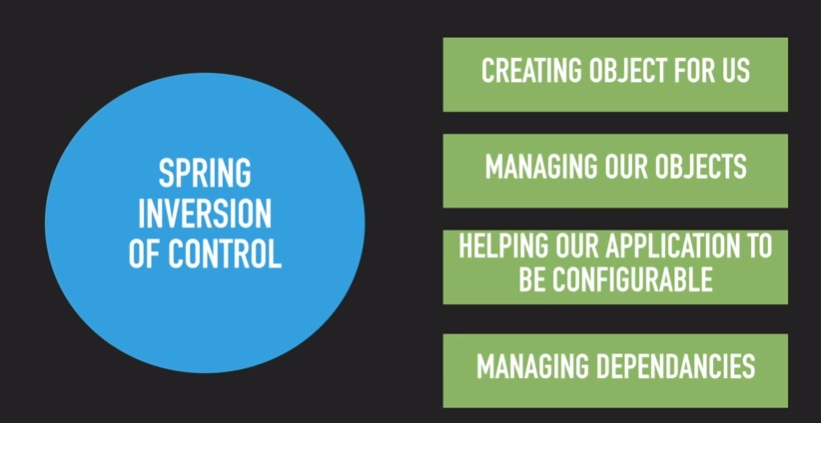 SPRING
INVERSION
OF CONTROL
CREATING OBJECT FOR US
MANAGING OUR OBJECTS
HELPING OUR APPLICATION TO
BE CONFIGURABLE
MANAGING DEPENDANCIES